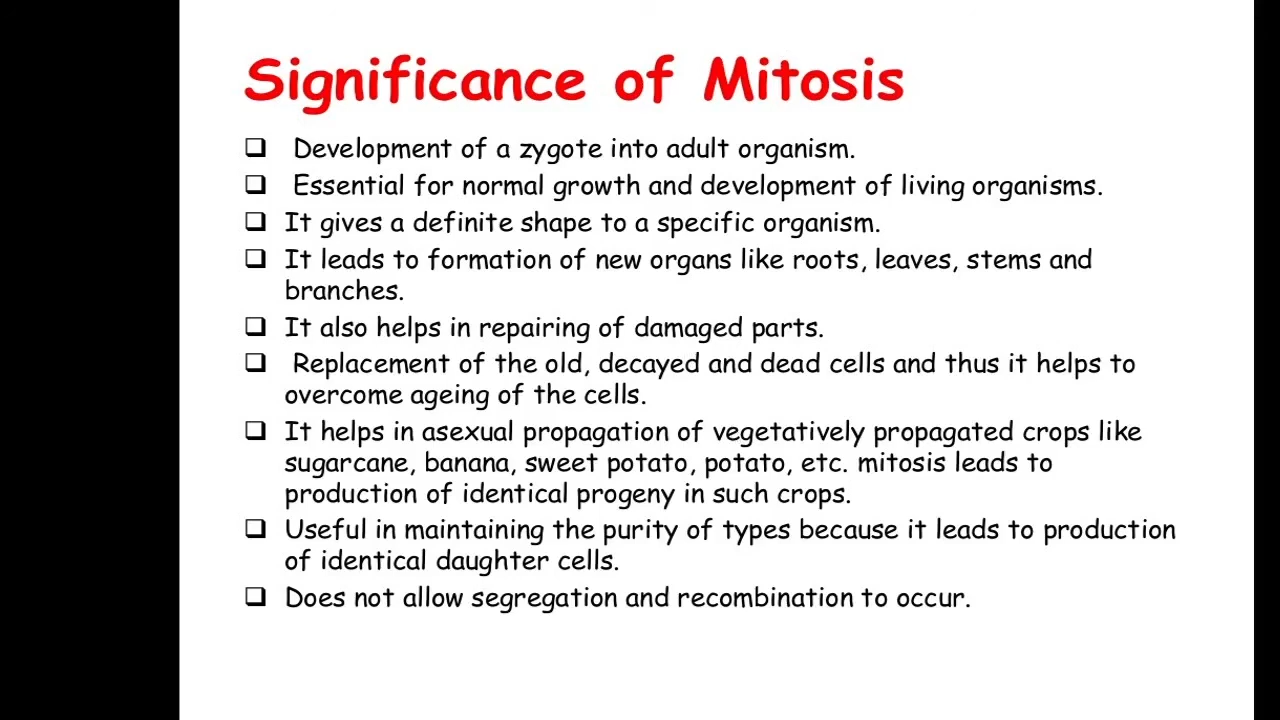 Significance of Mitosis
❑ Development of a zygote into adult organism.
❑ Essential for normal growth and development of living organisms.
❑ It gives a definite shape to a specific organism.
❑ It leads to formation of new organs like roots, leaves, stems and
branches.
❑ It also helps in repairing of damaged parts.
❑ Replacement of the old, decayed and dead cells and thus it helps to
overcome ageing of the cells.
❑ It helps in asexual propagation of vegetatively propagated crops like
sugarcane, banana, sweet potato, potato, etc. mitosis leads to
production of identical progeny in such crops.
❑ Useful in maintaining the purity of types because it leads to production
of identical daughter cells.
❑ Does not allow segregation and recombination to occur.